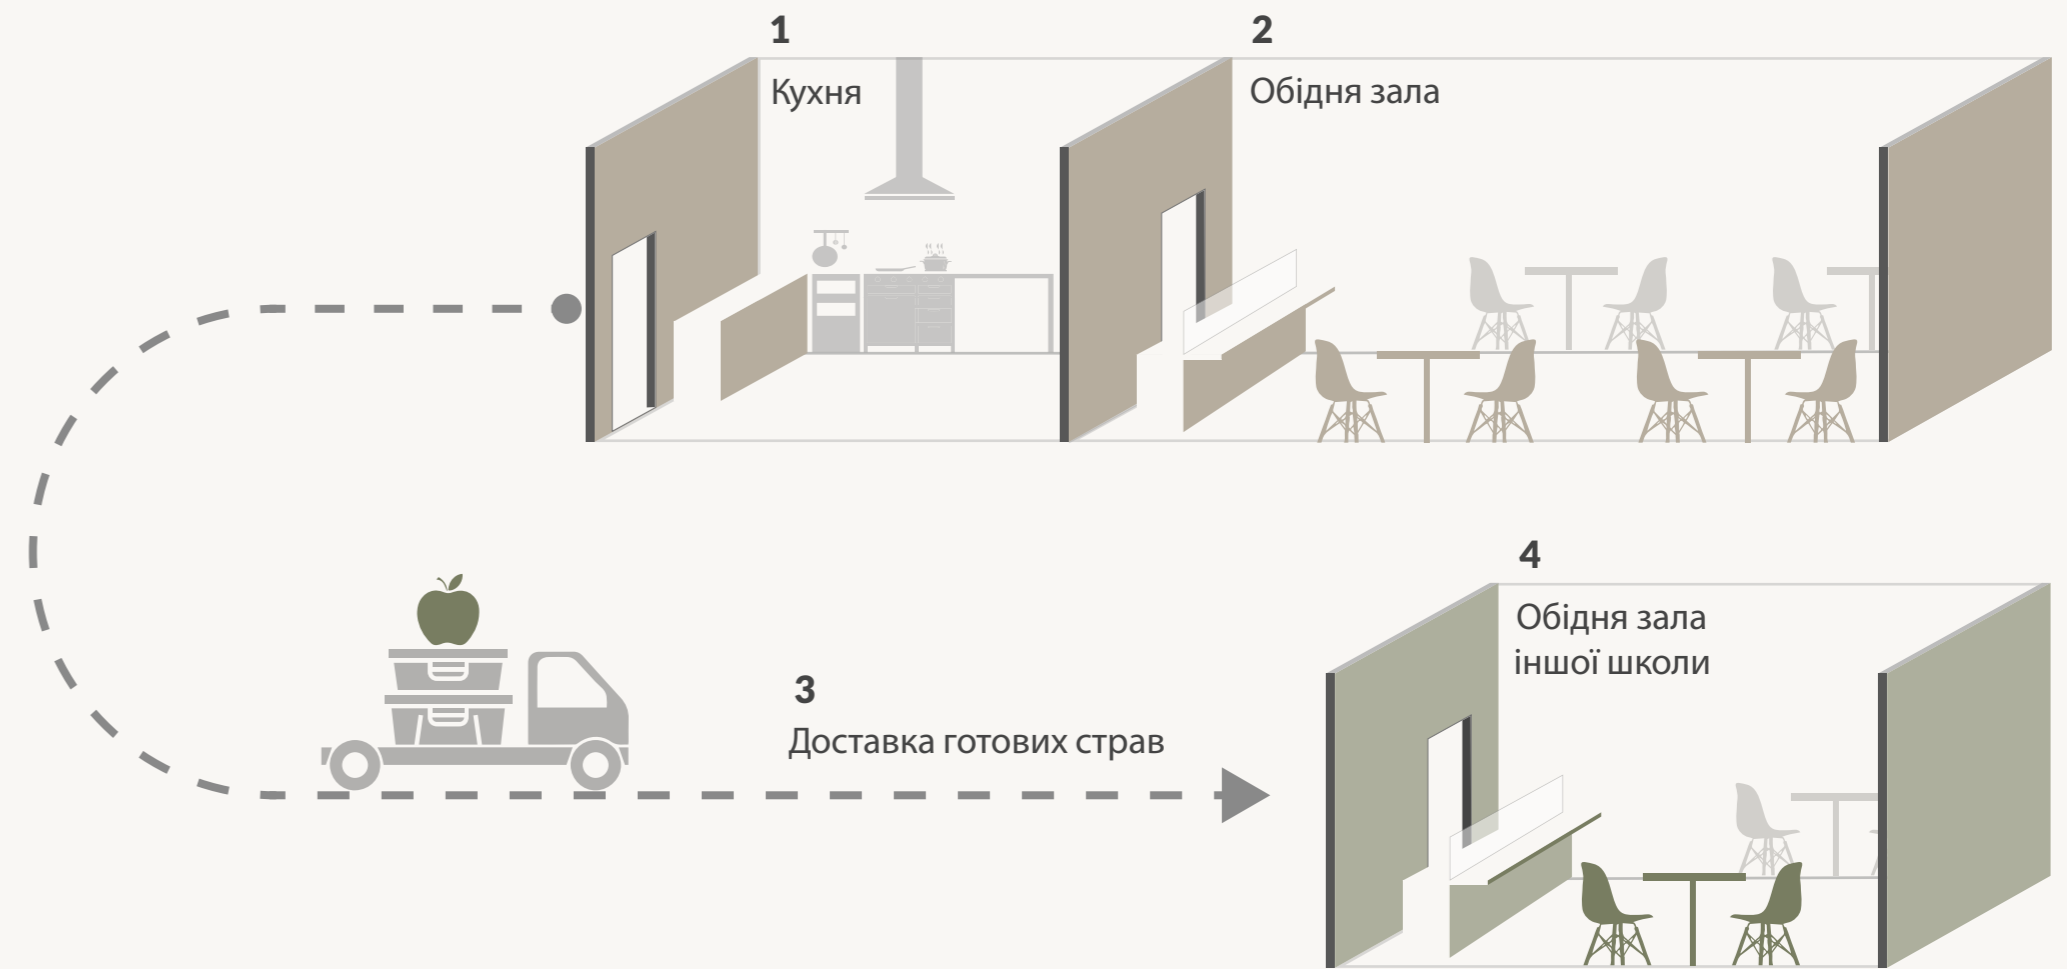 1
Кухня
2
Обідня зала
3
Доставка готових страв
4
Обідня зала
іншої школи